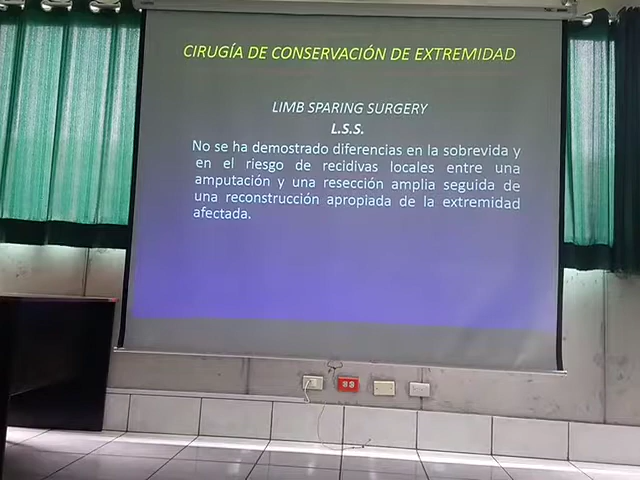 CIRUGÍA DE CONSERVACIÓN DE EXTREMIDAD
LIMB SPARING SURGERY
L.S.S.
No se ha demostrado diferencias en la sobrevida y
en el riesgo de recidivas locales entre una
amputación y una resección amplia seguida de
una reconstrucción apropiada de la extremidad
afectada.